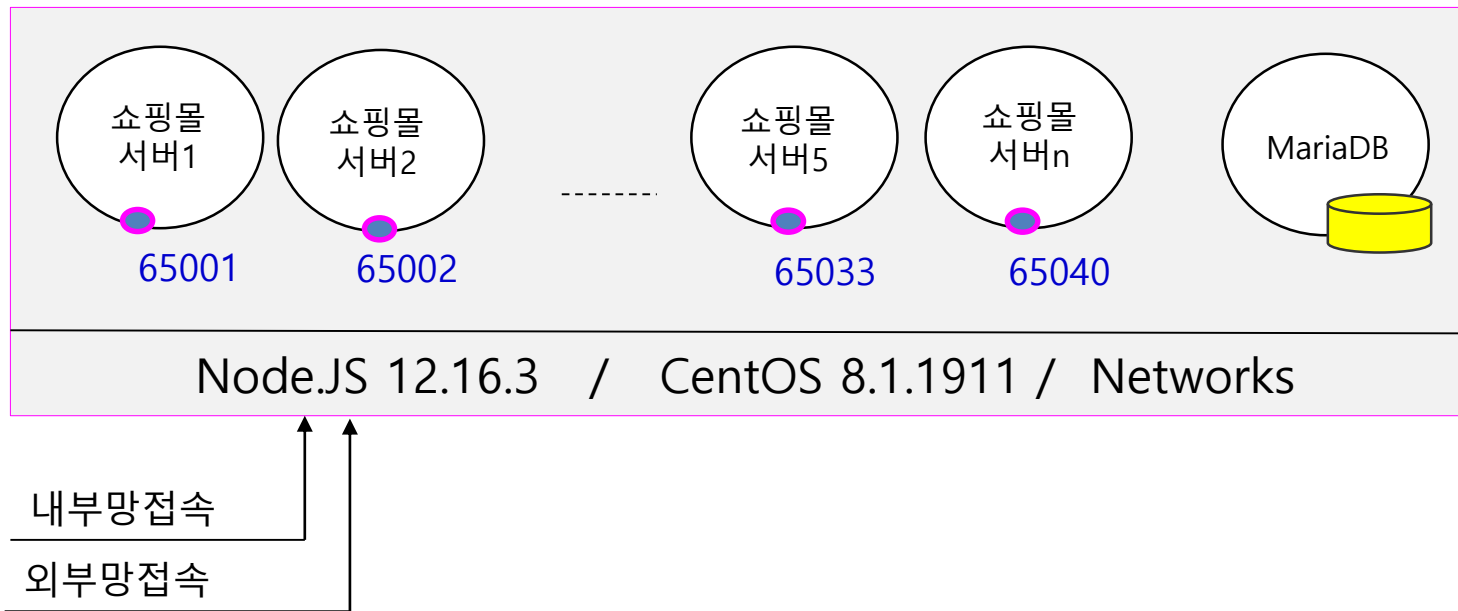 쇼핑몰
서버1
쇼핑몰
서버2
쇼핑몰
서버5
쇼핑몰
서버n
MariaDB
65001
65002
65033
65040
Node.JS 12.16.3 / CentOS 8.1.1911 / Networks
내부망접속
외부망접속